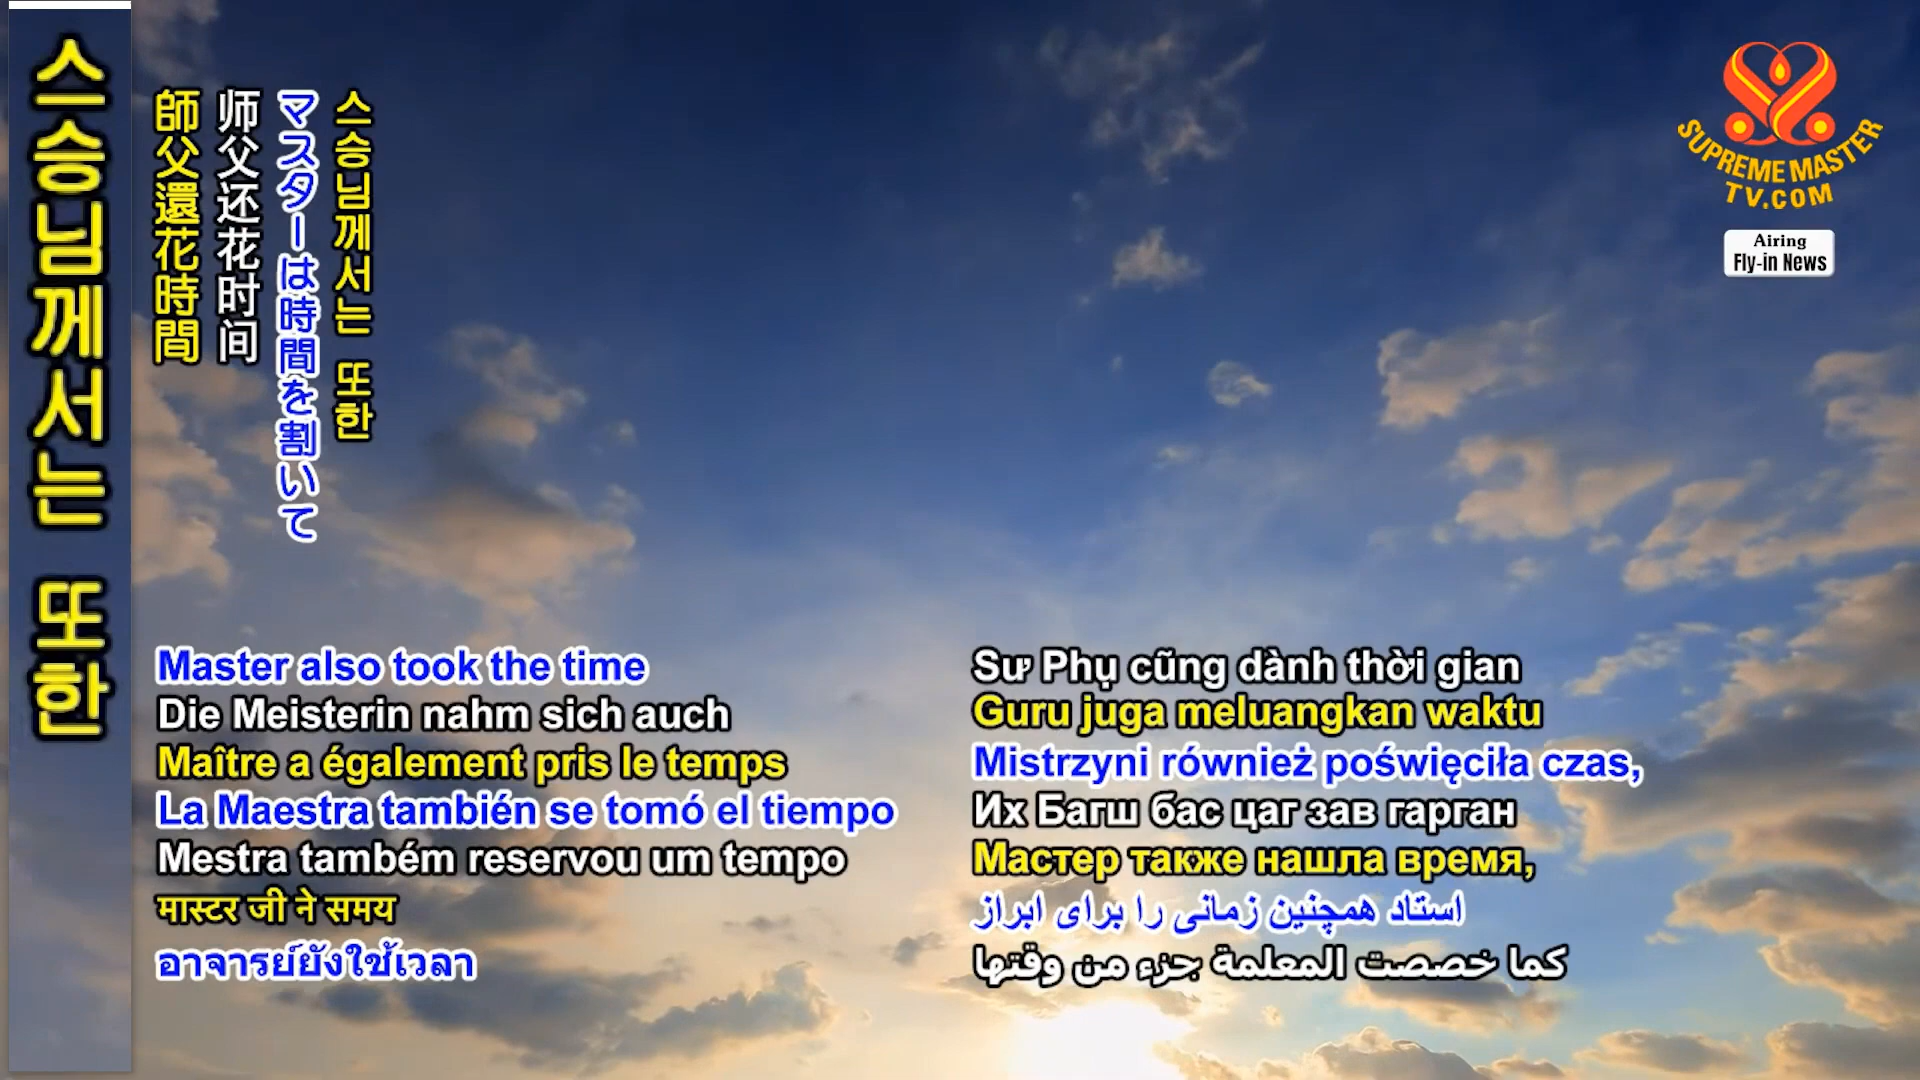 스승님께서는 또한
師父還花時間
师父还花时间
マスターは時間を割いて
스승님께서는 또한
SUPREME MASTER
TV.COM
Airing
Fly-in News
Master also took the time
Die Meisterin nahm sich auch
Maître a également pris le temps
La Maestra también se tomó el tiempo
Mestra também reservou um tempo
मास्टर जी ने समय
อาจารย์ยังใช้เวลา
Sư Phụ cũng dành thời gian
Guru juga meluangkan waktu
Mistrzyni również poświęciła czas,
Их Багш бас цаг зав гарган
Мастер также нашла время,
استاد همچنین زمانی را برای ابراز
كما خصصت المعلمة جزء من وقتها